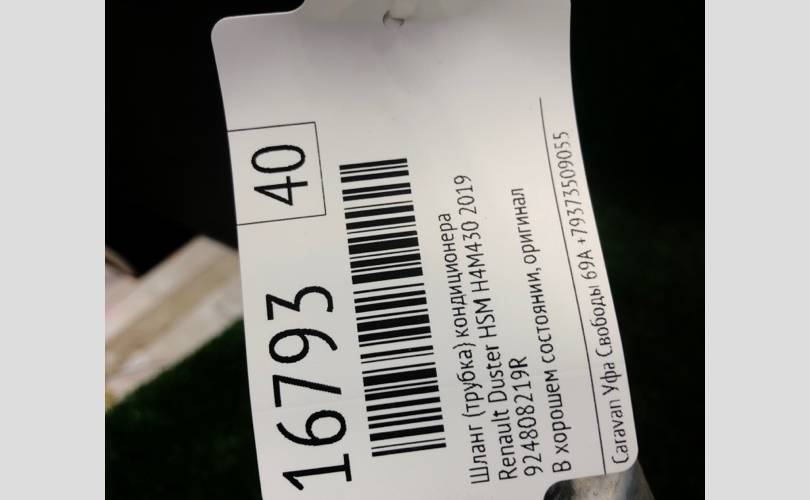 16793
40
Шланг (трубка) кондиционера
Renault Duster HSM H4M430 2019
924808219R
В хорошем состоянии, оригинал
Caravan Уфа Свободы 69А +79373509055